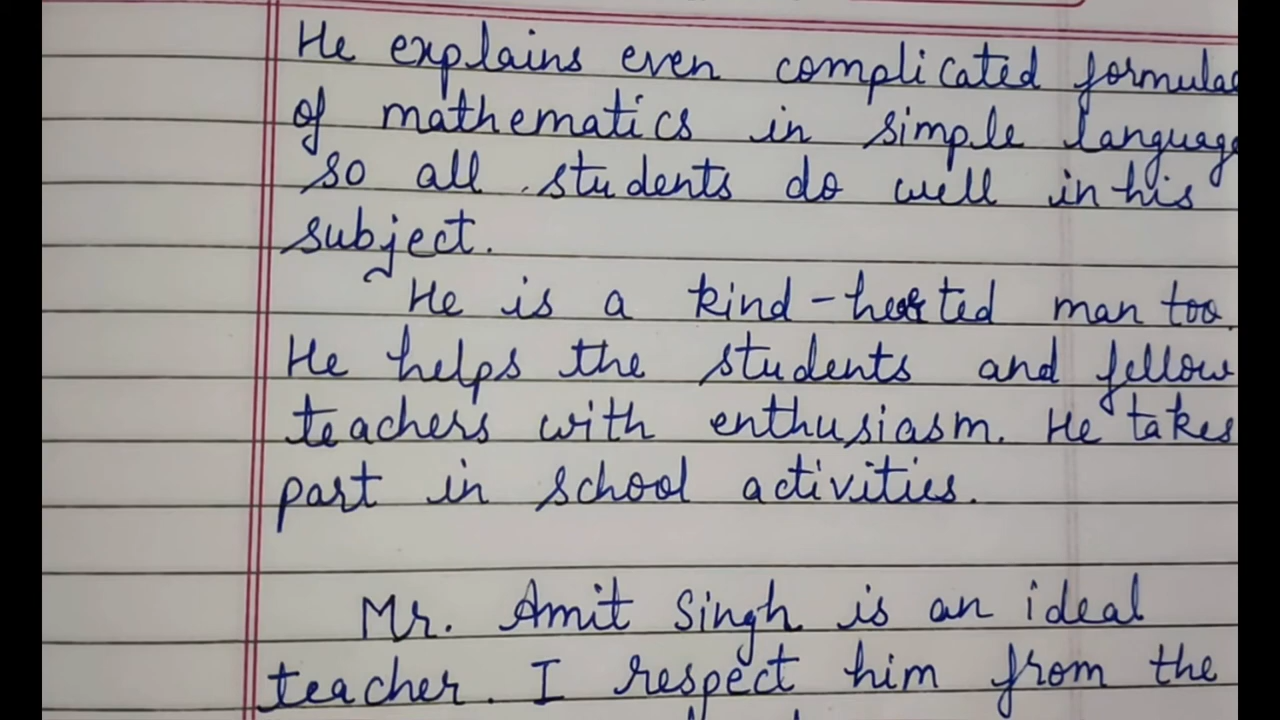 He explains even complicated formulae
of mathematics in simple language
so all students do well in his
subject.
He is a kind-hearted man too.
He helps the students and fellow
teachers with enthusiasm. He takes
part in school activities.
Mr. Amit Singh is an ideal
teacher. I respect him from the